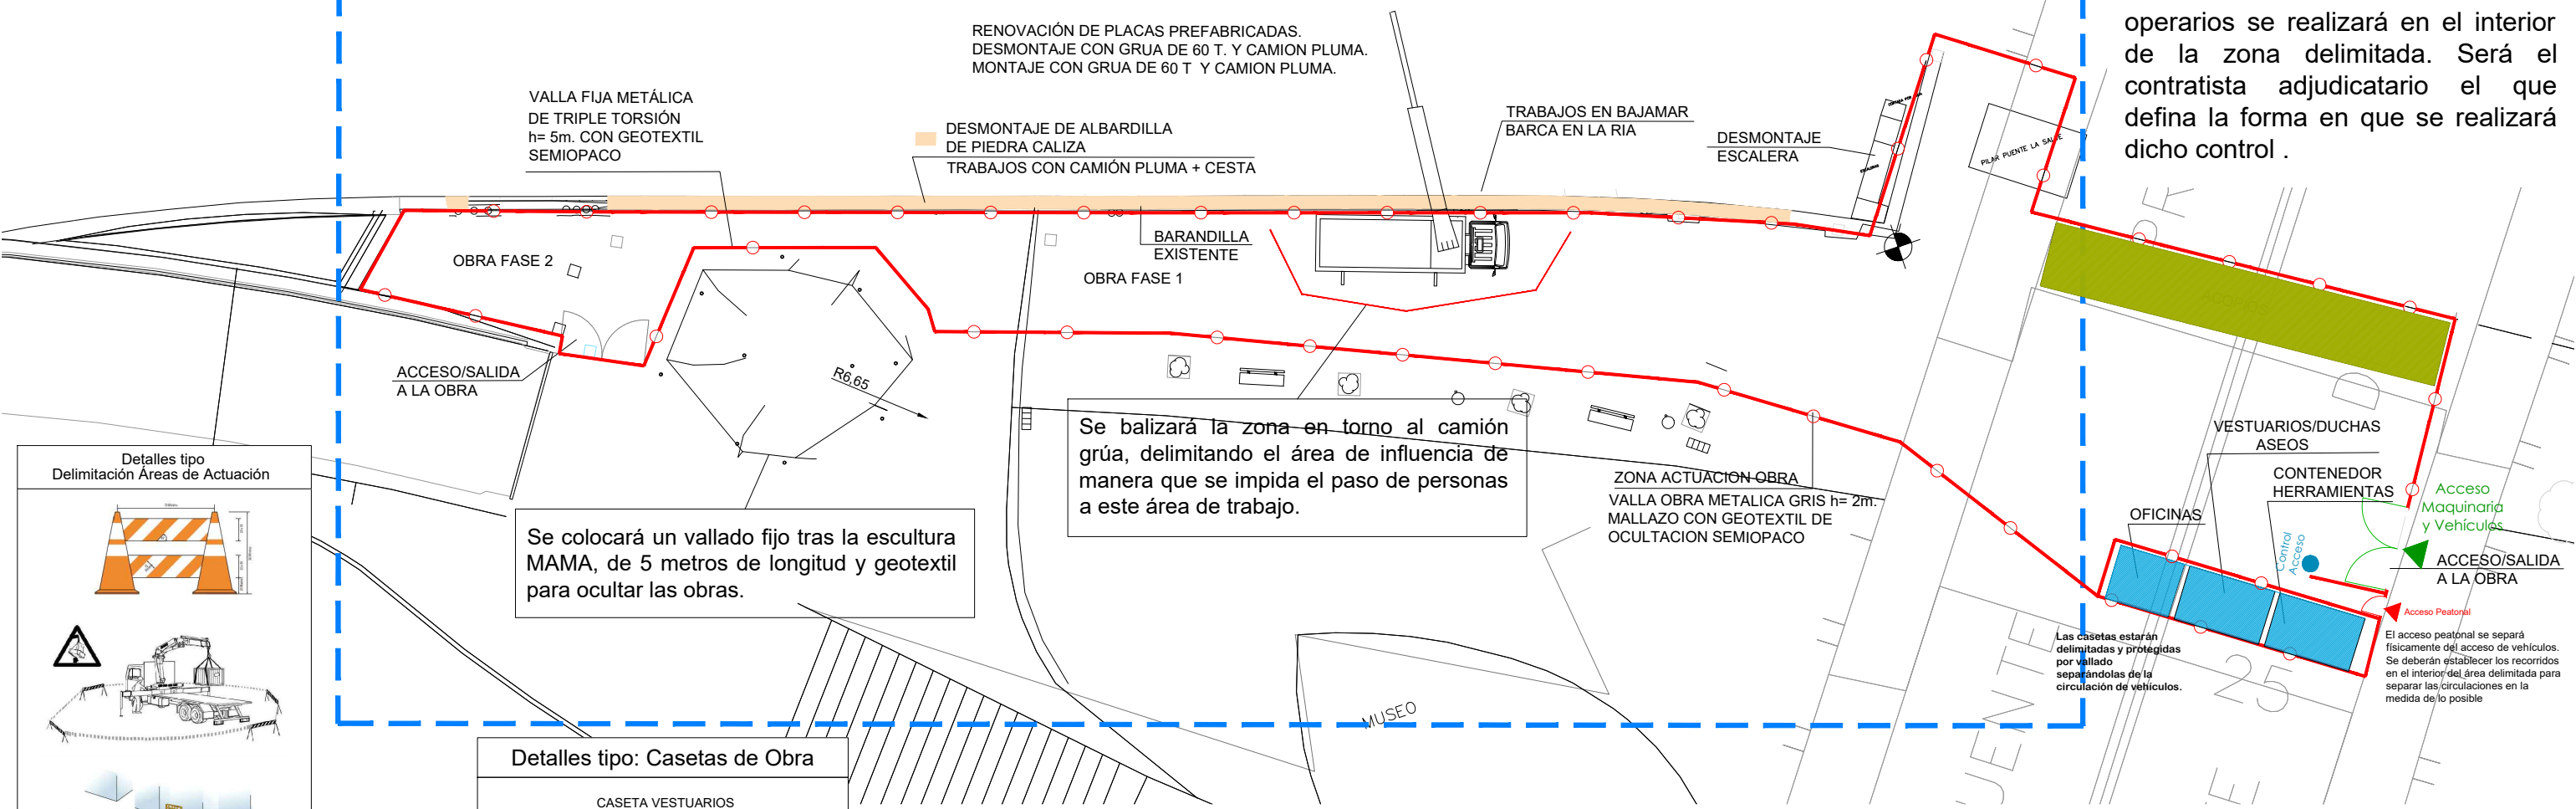 RENOVACIÓN DE PLACAS PREFABRICADAS.
DESMONTAJE CON GRUA DE 60 T. Y CAMION PLUMA.
MONTAJE CON GRUA DE 60 T Y CAMION PLUMA.
operarios se realizará en el interior
de la zona delimitada. Será el
contratista adjudicatario el que
defina la forma en que se realizará
dicho control .
VALLA FIJA METÁLICA
DE TRIPLE TORSIÓN
h= 5m. CON GEOTEXTIL
SEMIOPACO
DESMONTAJE DE ALBARDILLA
DE PIEDRA CALIZA
TRABAJOS CON CAMIÓN PLUMA + CESTA
TRABAJOS EN BAJAMAR
BARCA EN LA RIA
DESMONTAJE
ESCALERA
PILAR PUENTE LA SALVE
OBRA FASE 2
BARANDILLA
EXISTENTE
OBRA FASE 1
ACOPIOS
ACCESO/SALIDA
A LA OBRA
R6,65
Se balizará la zona en torno al camión
grúa, delimitando el área de influencia de
manera que se impida el paso de personas
a este área de trabajo.
Se colocará un vallado fijo tras la escultura
MAMA, de 5 metros de longitud y geotextil
para ocultar las obras.
ZONA ACTUACION OBRA
VALLA OBRA METALICA GRIS h= 2m.
MALLAZO CON GEOTEXTIL DE
OCULTACION SEMIOPACO
VESTUARIOS/DUCHAS
ASEOS
CONTENEDOR
HERRAMIENTAS
OFICINAS
Control
Acceso
Acceso
Maquinaria
y Vehículos
ACCESO/SALIDA
A LA OBRA
Acceso Peatonal
Las casetas estarán
delimitadas y protegidas
por vallado
separándolas de la
circulación de vehículos.
El acceso peatonal se separá
físicamente del acceso de vehículos.
Se deberán establecer los recorridos
en el interior del área delimitada para
separar las circulaciones en la
medida de lo posible
Detalles tipo
Delimitación Áreas de Actuación
MUSEO
UENTE
25
Detalles tipo: Casetas de Obra
CASETA VESTUARIOS